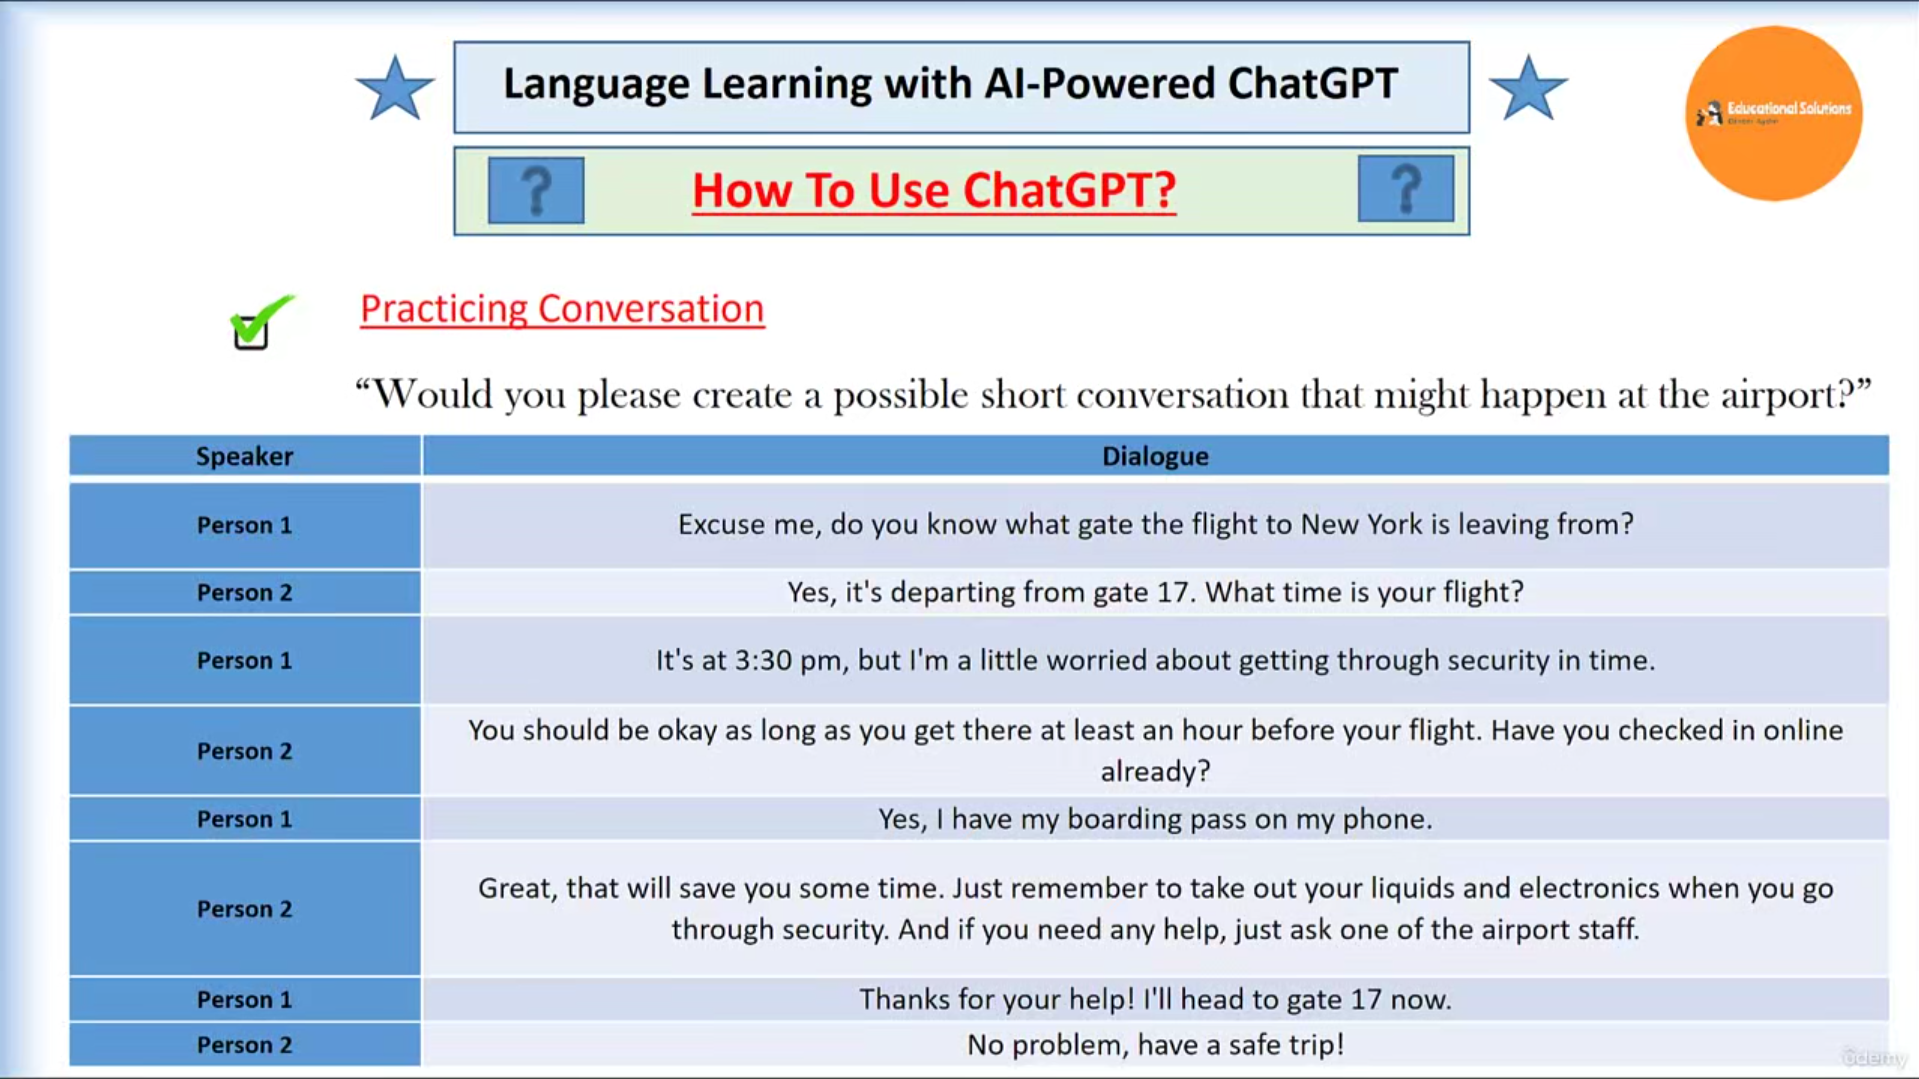 Language Learning with AI-Powered ChatGPT
Educational Solutions
? How To Use ChatGPT? ?
Practicing Conversation
“Would you please create a possible short conversation that might happen at the airport?”
Speaker Dialogue
Person 1 Excuse me, do you know what gate the flight to New York is leaving from?
Person 2 Yes, it's departing from gate 17. What time is your flight?
Person 1 It's at 3:30 pm, but I'm a little worried about getting through security in time.
Person 2 You should be okay as long as you get there at least an hour before your flight. Have you checked in online
already?
Person 1 Yes, I have my boarding pass on my phone.
Person 2 Great, that will save you some time. Just remember to take out your liquids and electronics when you go
through security. And if you need any help, just ask one of the airport staff.
Person 1 Thanks for your help! I'll head to gate 17 now.
Person 2 No problem, have a safe trip!
ûdemy